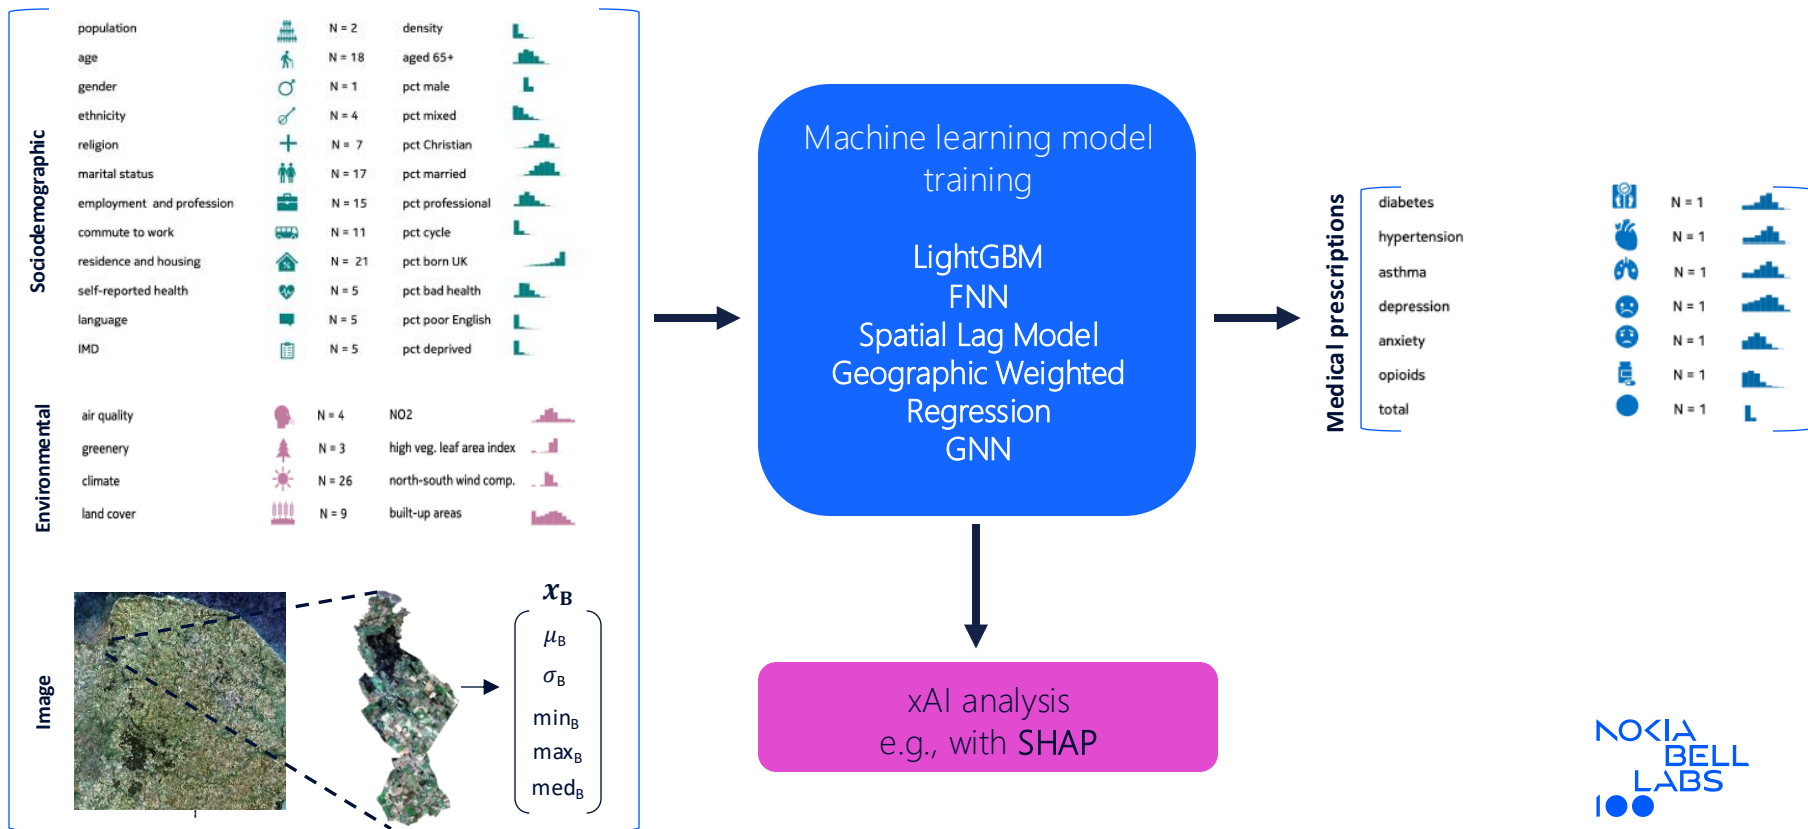 Sociodemographic
population N = 2 density
age N = 18 aged 65+
gender N = 1 pct male
ethnicity N = 4 pct mixed
religion N = 7 pct Christian
marital status N = 17 pct married
employment and profession N = 15 pct professional
commute to work N = 11 pct cycle
residence and housing N = 21 pct born UK
self-reported health N = 5 pct bad health
language N = 5 pct poor English
IMD N = 5 pct deprived
Environmental
air quality N = 4 NO2
greenery N = 3 high veg. leaf area index
climate N = 26 north-south wind comp.
land cover N = 9 built-up areas
Image
x_B
μ_B
σ_B
min_B
max_B
med_B
Machine learning model
training
LightGBM
FNN
Spatial Lag Model
Geographic Weighted
Regression
GNN
xAI analysis
e.g., with SHAP
Medical prescriptions
diabetes N = 1
hypertension N = 1
asthma N = 1
depression N = 1
anxiety N = 1
opioids N = 1
total N = 1
NOKIA
BELL
LABS
100